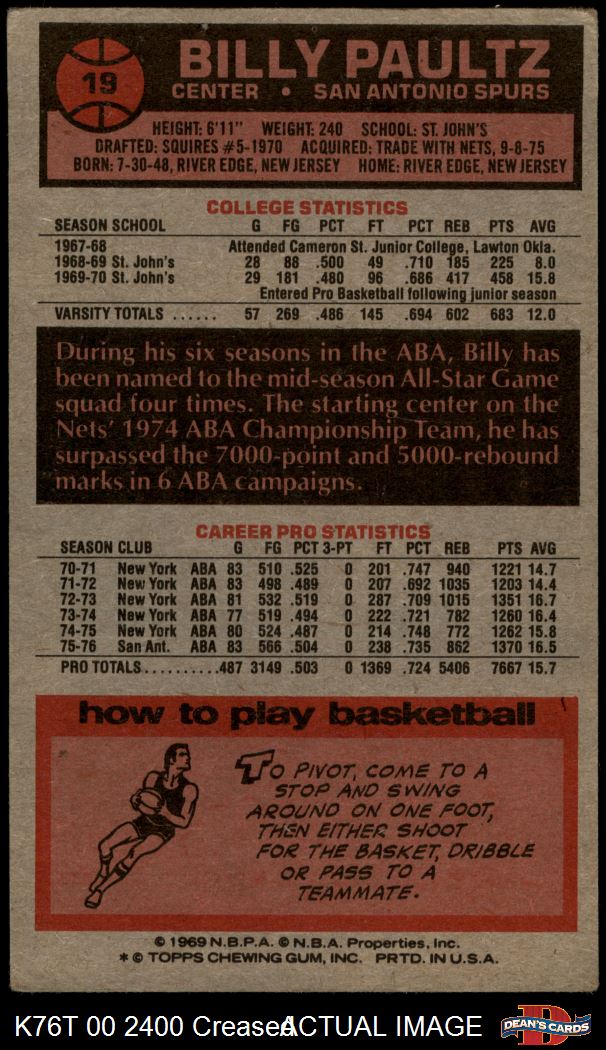 19
BILLY PAULTZ
CENTER • SAN ANTONIO SPURS
HEIGHT: 6'11" WEIGHT: 240 SCHOOL: ST. JOHN'S
DRAFTED: SQUIRES #5-1970 ACQUIRED: TRADE WITH NETS, 9-8-75
BORN: 7-30-48, RIVER EDGE, NEW JERSEY HOME: RIVER EDGE, NEW JERSEY
COLLEGE STATISTICS
SEASON SCHOOL G FG PCT FT PCT REB PTS AVG
1967-68 Attended Cameron St. Junior College, Lawton Okla.
1968-69 St. John's 28 88 .500 49 .710 185 225 8.0
1969-70 St. John's 29 181 .480 96 .686 417 458 15.8
Entered Pro Basketball following junior season
VARSITY TOTALS ...... 57 269 .486 145 .694 602 683 12.0
During his six seasons in the ABA, Billy has
been named to the mid-season All-Star Game
squad four times. The starting center on the
Nets' 1974 ABA Championship Team, he has
surpassed the 7000-point and 5000-rebound
marks in 6 ABA campaigns.
CAREER PRO STATISTICS
SEASON CLUB G FG PCT 3-PT FT PCT REB PTS AVG
70-71 New York ABA 83 510 .525 0 201 .747 940 1221 14.7
71-72 New York ABA 83 498 .489 0 207 .692 1035 1203 14.4
72-73 New York ABA 81 532 .519 0 287 .709 1015 1351 16.7
73-74 New York ABA 77 519 .494 0 222 .721 782 1260 16.4
74-75 New York ABA 80 524 .487 0 214 .748 772 1262 15.8
75-76 San Ant. ABA 83 566 .504 0 238 .735 862 1370 16.5
PRO TOTALS..........487 3149 .503 0 1369 .724 5406 7667 15.7
how to play basketball
TO PIVOT, COME TO A
STOP AND SWING
AROUND ON ONE FOOT,
THEN EITHER SHOOT
FOR THE BASKET, DRIBBLE
OR PASS TO A
TEAMMATE.
© 1969 N.B.P.A. © N.B.A. Properties, Inc.
* © TOPPS CHEWING GUM, INC. PRTD. IN U.S.A.
K76T 00 2400 Creased ACTUAL IMAGE
D
DEAN'S CARDS